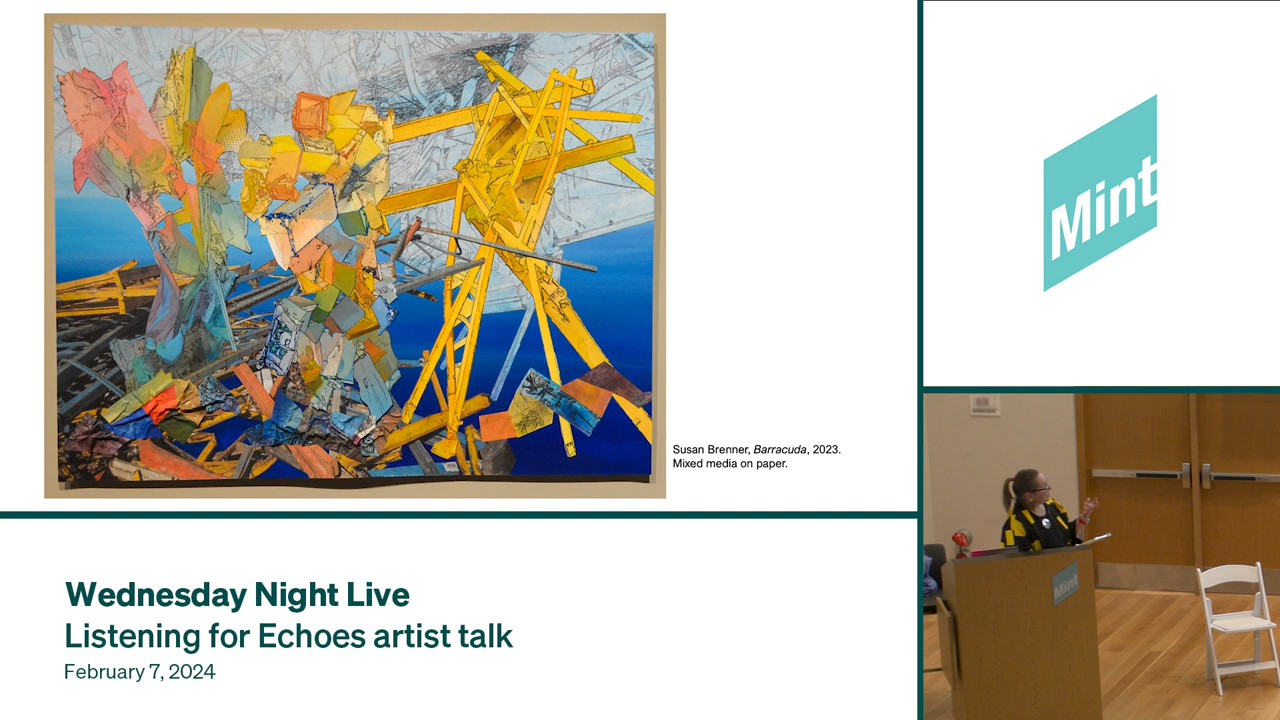 Mint
Susan Brenner, Barracuda, 2023.
Mixed media on paper.
Mint
Wednesday Night Live
Listening for Echoes artist talk
February 7, 2024